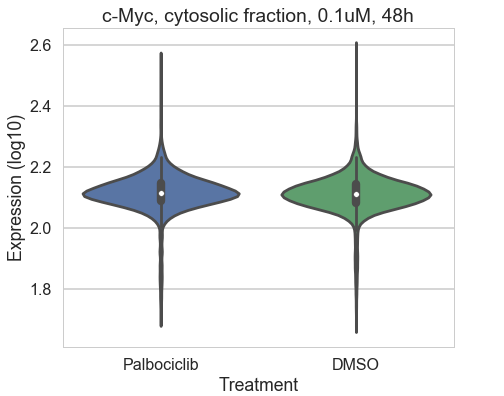 c-Myc, cytosolic fraction, 0.1uM, 48h
2.6
2.4
2.2
2.0
1.8
Expression (log10)
Palbociclib
DMSO
Treatment